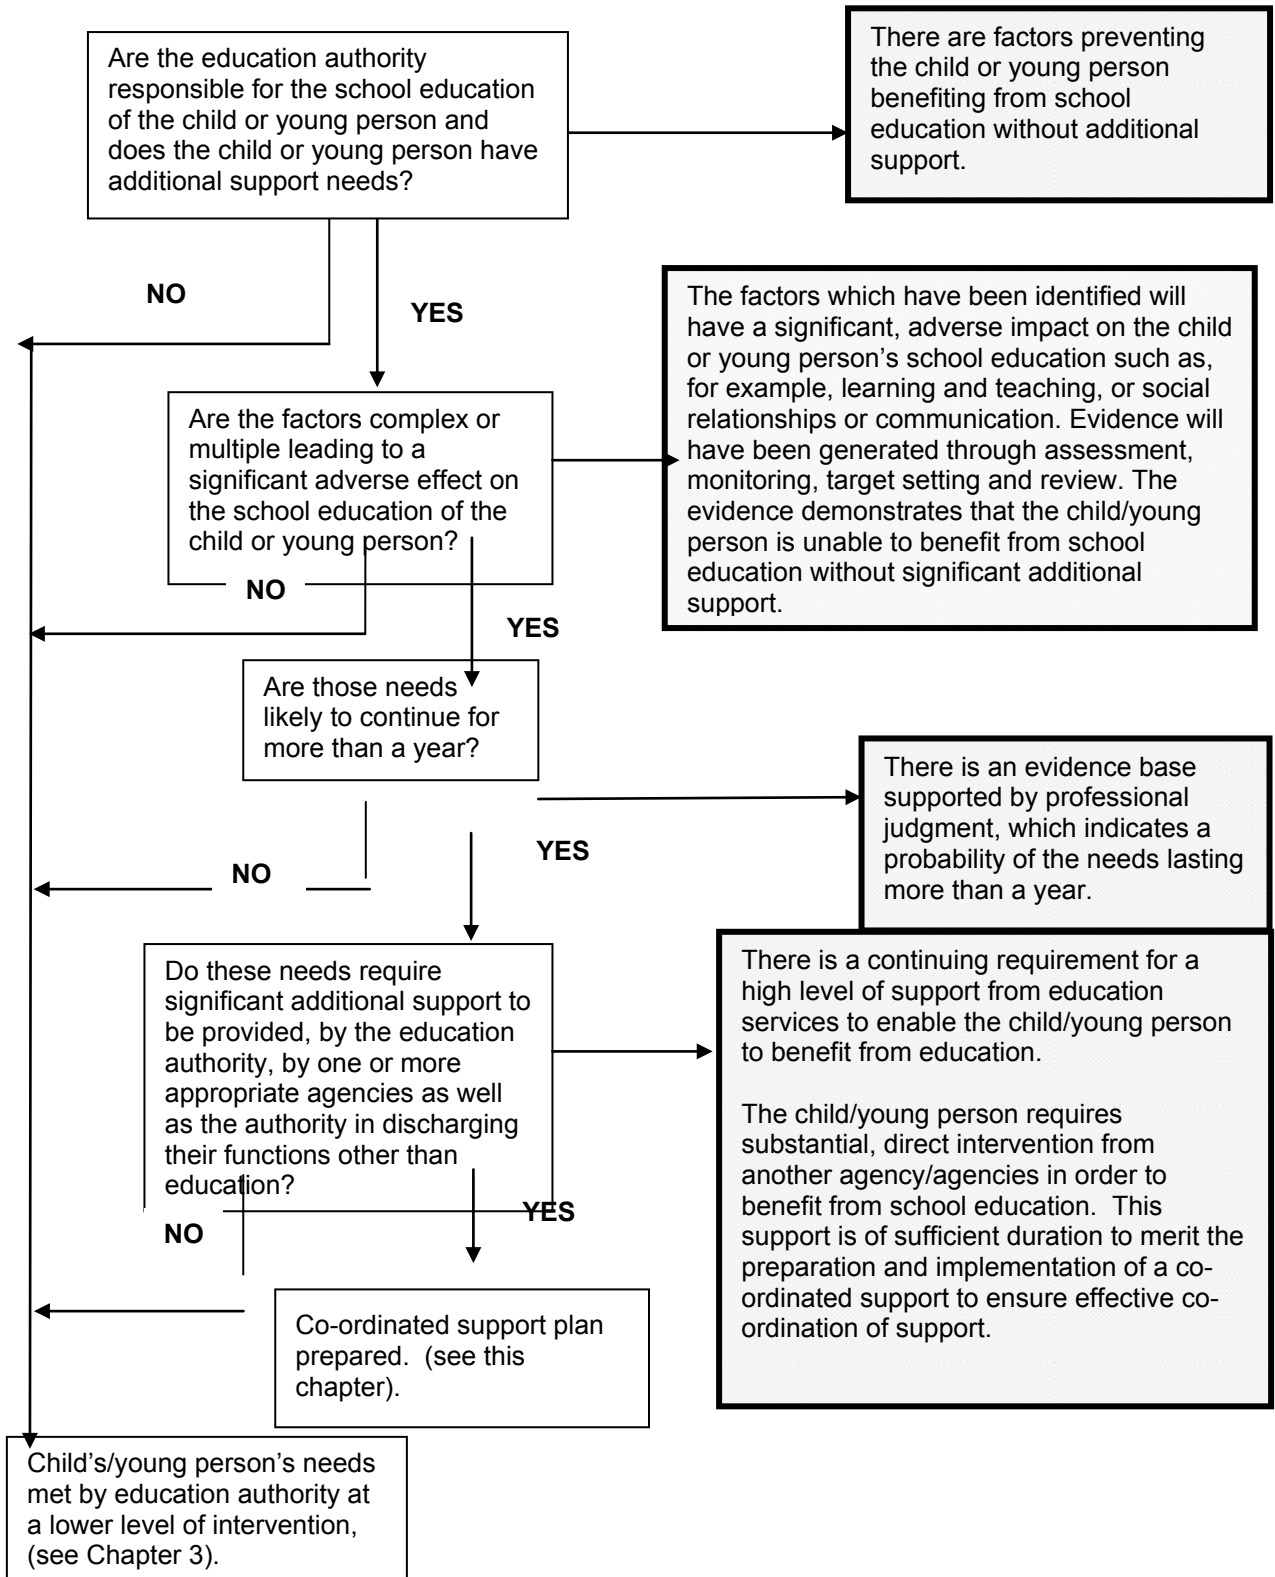 Are the education authority
responsible for the school education
of the child or young person and
does the child or young person have
additional support needs?
There are factors preventing
the child or young person
benefiting from school
education without additional
support.
NO
YES
Are the factors complex or
multiple leading to a
significant adverse effect on
the school education of the
child or young person?
The factors which have been identified will
have a significant, adverse impact on the child
or young person’s school education such as,
for example, learning and teaching, or social
relationships or communication. Evidence will
have been generated through assessment,
monitoring, target setting and review. The
evidence demonstrates that the child/young
person is unable to benefit from school
education without significant additional
support.
NO
YES
Are those needs
likely to continue for
more than a year?
There is an evidence base
supported by professional
judgment, which indicates a
probability of the needs lasting
more than a year.
NO
YES
Do these needs require
significant additional support to
be provided, by the education
authority, by one or more
appropriate agencies as well
as the authority in discharging
their functions other than
education?
There is a continuing requirement for a
high level of support from education
services to enable the child/young person
to benefit from education.
The child/young person requires
substantial, direct intervention from
another agency/agencies in order to
benefit from school education.  This
support is of sufficient duration to merit the
preparation and implementation of a co-
ordinated support to ensure effective co-
ordination of support.
NO
YES
Co-ordinated support plan
prepared.  (see this
chapter).
Child’s/young person’s needs
met by education authority at
a lower level of intervention,
(see Chapter 3).